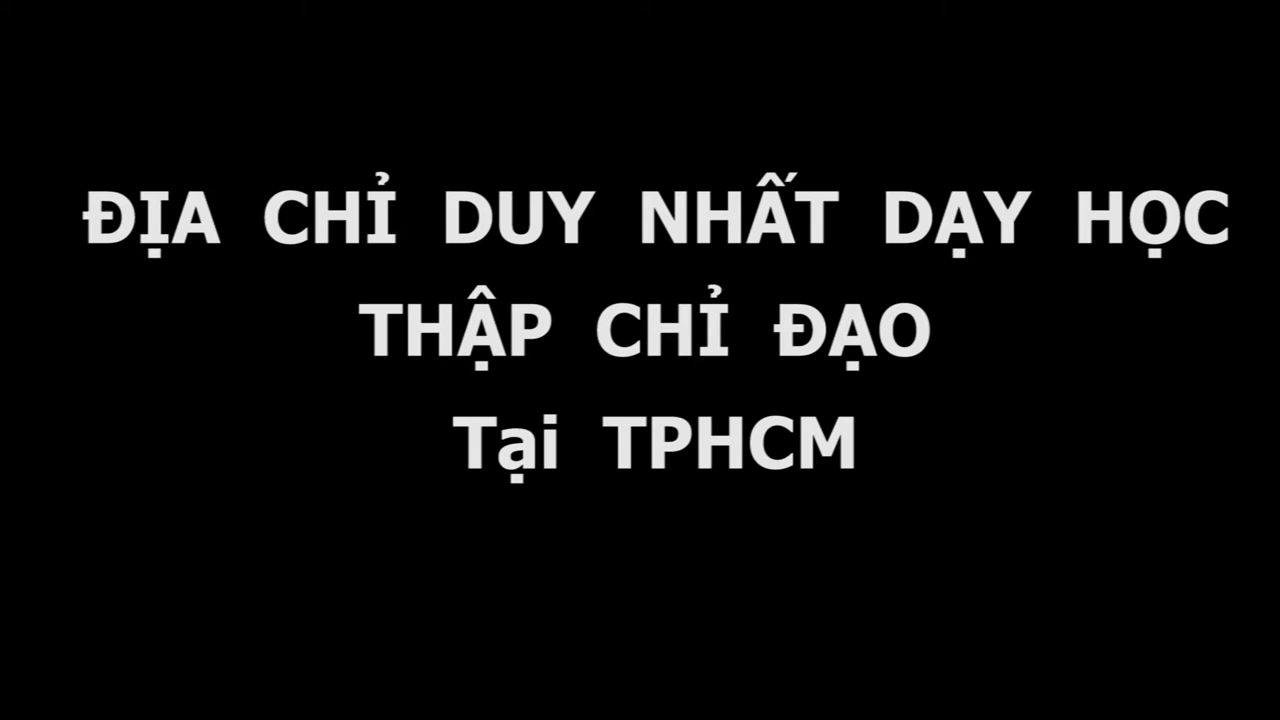 ĐỊA CHỈ DUY NHẤT DẠY HỌC
THẬP CHỈ ĐẠO
Tại TPHCM